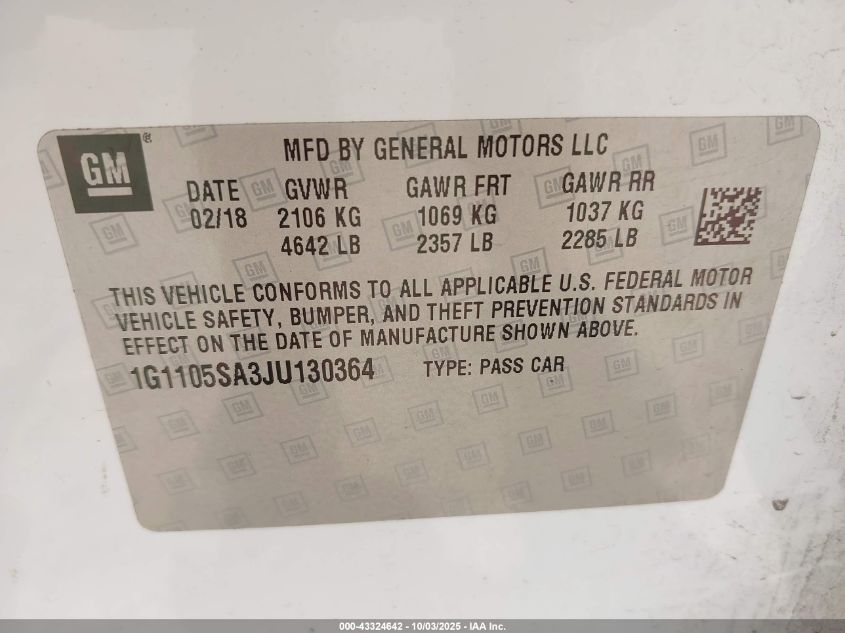 GM ®
MFD BY GENERAL MOTORS LLC
DATE GVWR GAWR FRT GAWR RR
02/18 2106 KG 1069 KG 1037 KG
4642 LB 2357 LB 2285 LB
THIS VEHICLE CONFORMS TO ALL APPLICABLE U.S. FEDERAL MOTOR
VEHICLE SAFETY, BUMPER, AND THEFT PREVENTION STANDARDS IN
EFFECT ON THE DATE OF MANUFACTURE SHOWN ABOVE.
1G1105SA3JU130364 TYPE: PASS CAR
000-43324642 - 10/03/2025 - IAA Inc.